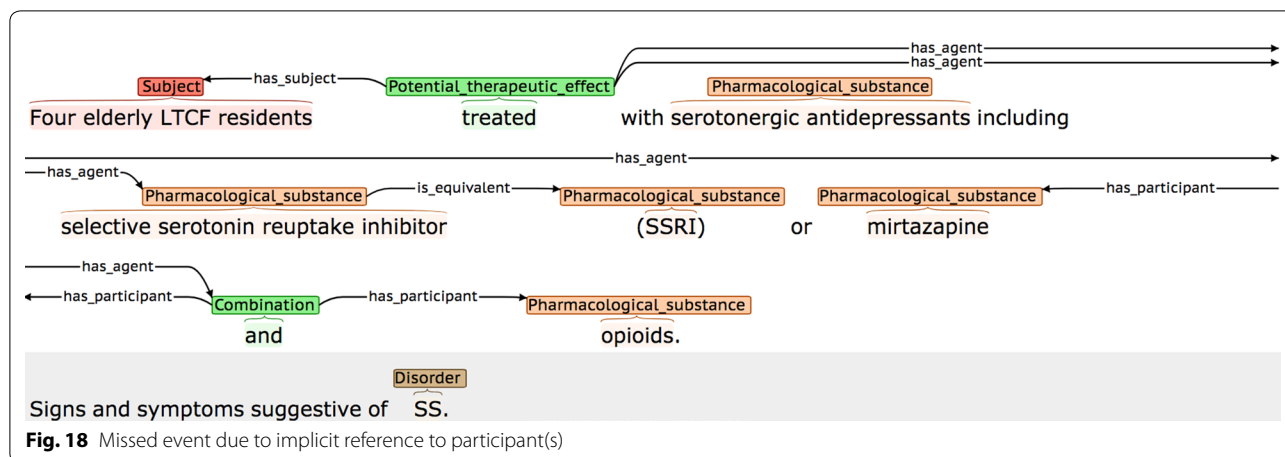 has_agent
has_agent
Subject has_subject Potential_therapeutic_effect Pharmacological_substance
Four elderly LTCF residents treated with serotonergic antidepressants including
has_agent
has_agent Pharmacological_substance is_equivalent Pharmacological_substance Pharmacological_substance has_participant
selective serotonin reuptake inhibitor (SSRI) or mirtazapine
has_agent
has_participant Combination has_participant Pharmacological_substance
and opioids.
Disorder
Signs and symptoms suggestive of SS.
Fig. 18 Missed event due to implicit reference to participant(s)